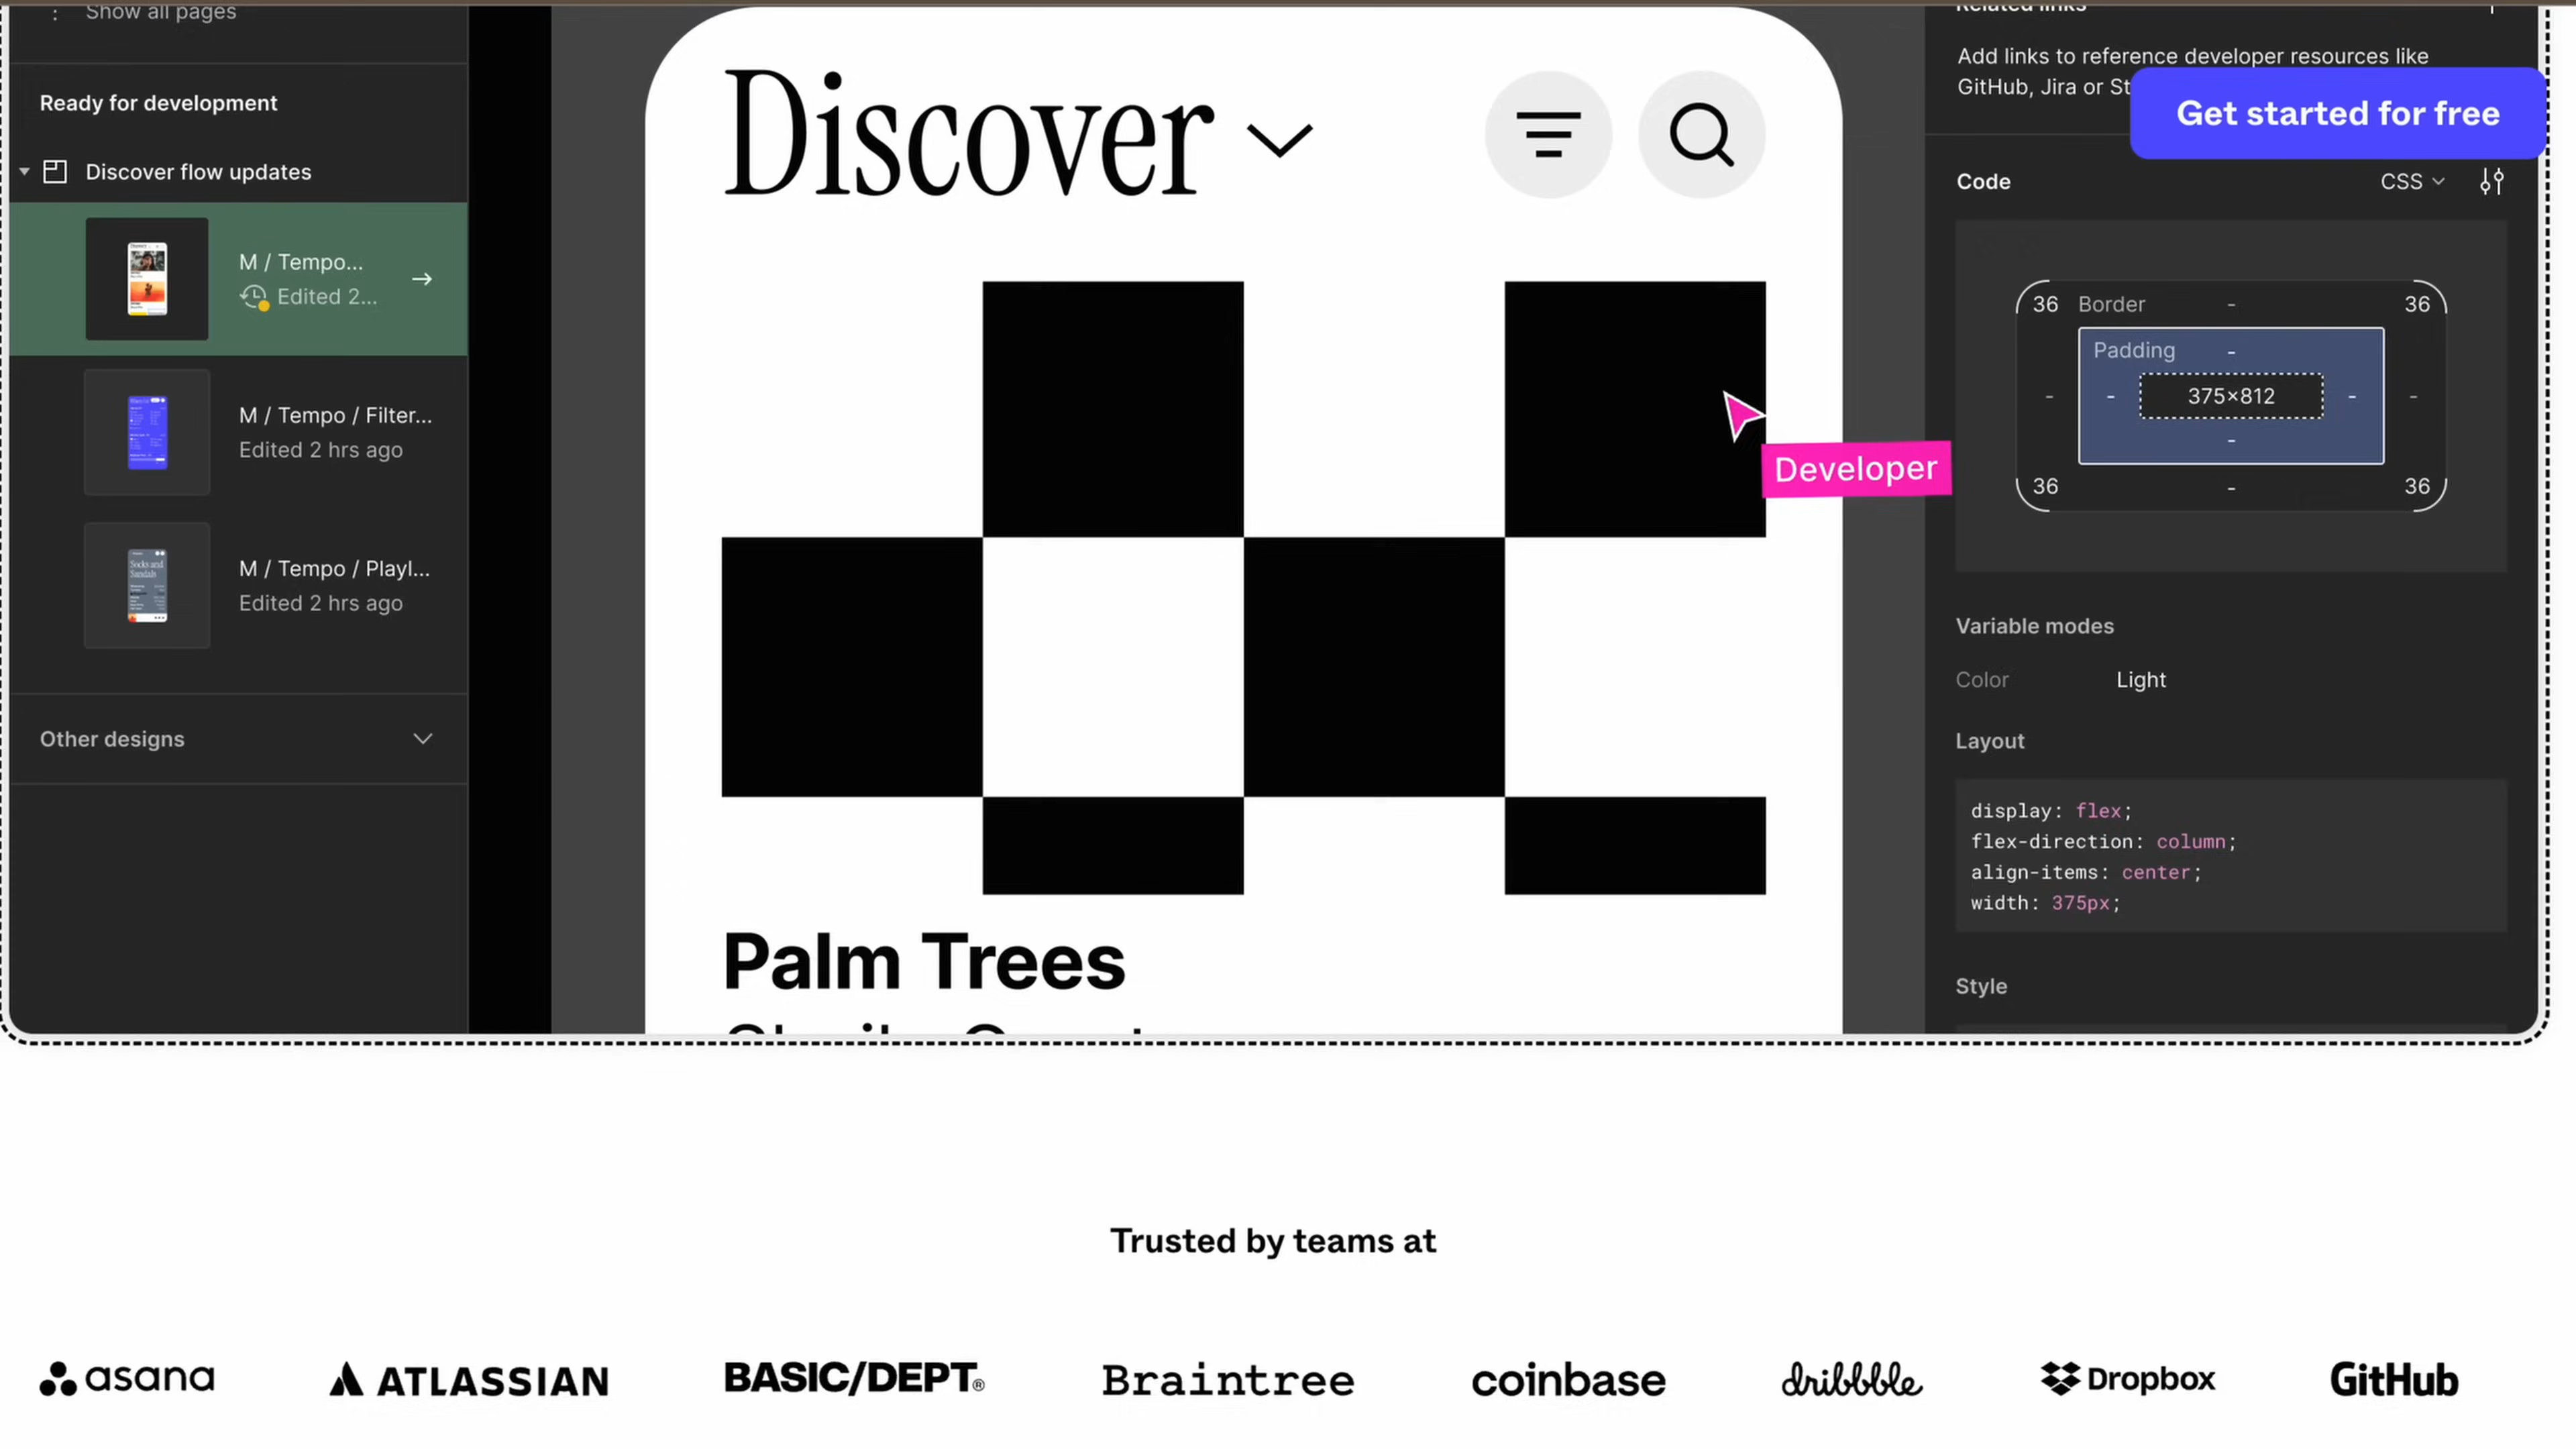 Show all pages
Ready for development
Discover flow updates
M / Tempo...
Edited 2...
M / Tempo / Filter...
Edited 2 hrs ago
M / Tempo / Playl...
Edited 2 hrs ago
Other designs
Discover
Developer
Palm Trees
Related links
Add links to reference developer resources like
GitHub, Jira or St
Get started for free
Code
CSS
36 Border - 36
Padding -
- - 375×812 - -
-
36 - 36
Variable modes
Color Light
Layout
display: flex;
flex-direction: column;
align-items: center;
width: 375px;
Style
Trusted by teams at
asana
ATLASSIAN
BASIC/DEPT®
Braintree
coinbase
dribbble
Dropbox
GitHub